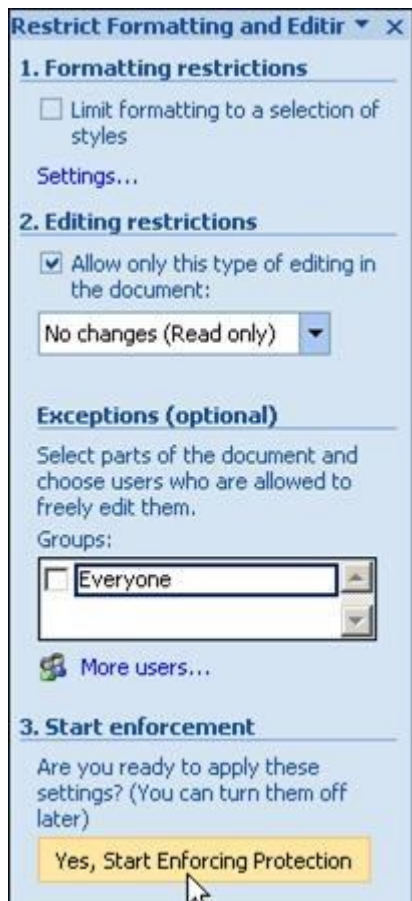 Restrict Formatting and Editir
1. Formatting restrictions
Limit formatting to a selection of
styles
Settings...
2. Editing restrictions
Allow only this type of editing in
the document:
No changes (Read only)
Exceptions (optional)
Select parts of the document and
choose users who are allowed to
freely edit them.
Groups:
Everyone
More users...
3. Start enforcement
Are you ready to apply these
settings? (You can turn them off
later)
Yes, Start Enforcing Protection